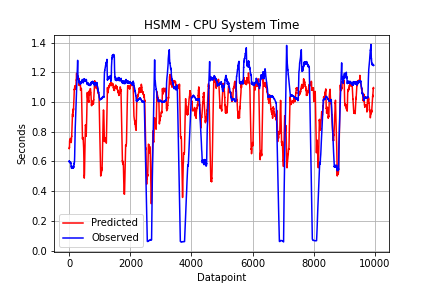 HSMM - CPU System Time
1.4
1.2
1.0
0.8
0.6
0.4
0.2
0.0
Seconds
Predicted
Observed
0 2000 4000 6000 8000 10000
Datapoint